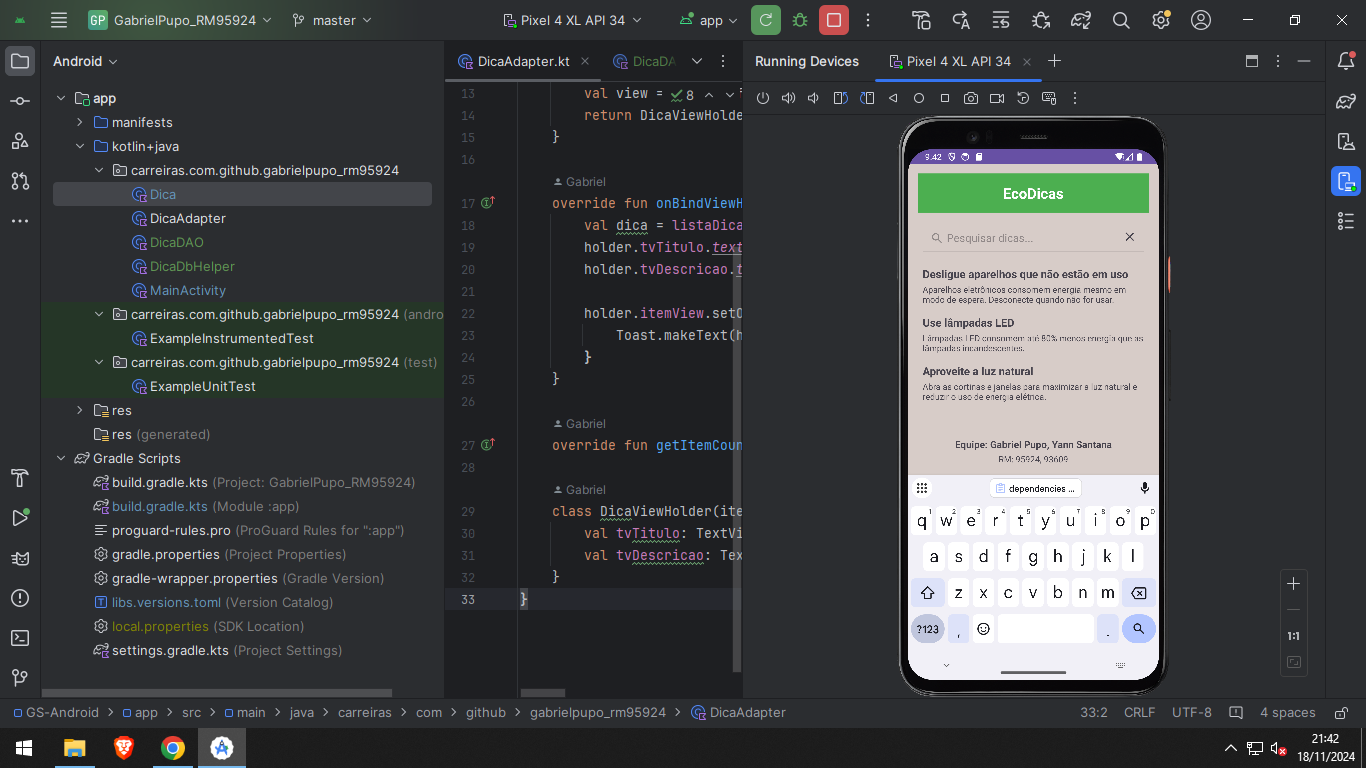 GP GabrielPupo_RM95924 master Pixel 4 XL API 34 app
Android
app
manifests
kotlin+java
carreiras.com.github.gabrielpupo_rm95924
Dica
DicaAdapter
DicaDAO
DicaDbHelper
MainActivity
carreiras.com.github.gabrielpupo_rm95924 (andro
ExampleInstrumentedTest
carreiras.com.github.gabrielpupo_rm95924 (test)
ExampleUnitTest
res
res (generated)
Gradle Scripts
build.gradle.kts (Project: GabrielPupo_RM95924)
build.gradle.kts (Module :app)
proguard-rules.pro (ProGuard Rules for ":app")
gradle.properties (Project Properties)
gradle-wrapper.properties (Gradle Version)
libs.versions.toml (Version Catalog)
local.properties (SDK Location)
settings.gradle.kts (Project Settings)
DicaAdapter.kt DicaDA
8
13 val view =
14 return DicaViewHolde
15 }
16
Gabriel
17 override fun onBindViewH
18 val dica = listaDica
19 holder.tvTitulo.text
20 holder.tvDescricao.t
21
22 holder.itemView.setO
23 Toast.makeText(h
24 }
25 }
26
Gabriel
27 override fun getItemCoun
28
Gabriel
29 class DicaViewHolder(ite
30 val tvTitulo: TextVi
31 val tvDescricao: Tex
32 }
33 }
Running Devices Pixel 4 XL API 34
9:42
EcoDicas
Pesquisar dicas...
Desligue aparelhos que não estão em uso
Aparelhos eletrônicos consomem energia mesmo em
modo de espera. Desconecte quando não for usar.
Use lâmpadas LED
Lâmpadas LED consomem até 80% menos energia que as
lâmpadas incandescentes.
Aproveite a luz natural
Abra as cortinas e janelas para maximizar a luz natural e
reduzir o uso de energia elétrica.
Equipe: Gabriel Pupo, Yann Santana
RM: 95924, 93609
dependencies ...
q1 w2 e3 r4 t5 y6 u7 i8 o9 p0
a s d f g h j k l
z x c v b n m
?123 , .
1:1
GS-Android > app > src > main > java > carreiras > com > github > gabrielpupo_rm95924 > DicaAdapter
33:2 CRLF UTF-8 4 spaces
21:42
18/11/2024